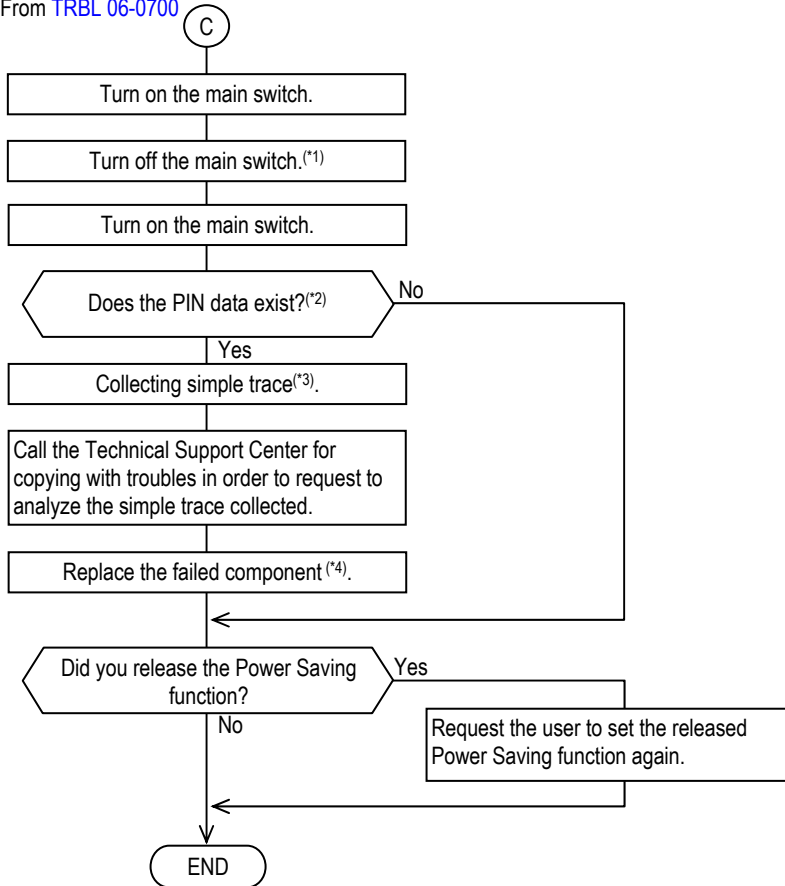 From TRBL 06-0700
C
Turn on the main switch.
Turn off the main switch.(*1)
Turn on the main switch.
Does the PIN data exist?(*2)
No
Yes
Collecting simple trace(*3).
Call the Technical Support Center for
copying with troubles in order to request to
analyze the simple trace collected.
Replace the failed component (*4).
Did you release the Power Saving
function?
Yes
No
Request the user to set the released
Power Saving function again.
END